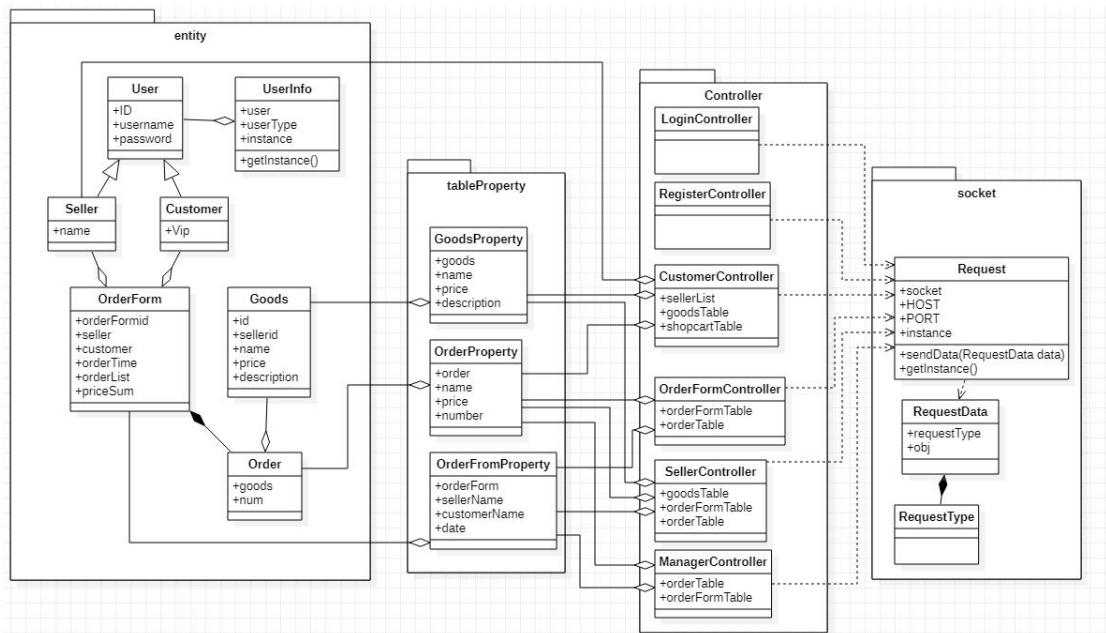 entity
User
+ID
+username
+password
UserInfo
+user
+userType
+instance
+getInstance()
Seller
+name
Customer
+Vip
OrderForm
+orderFormid
+seller
+customer
+orderTime
+orderList
+priceSum
Goods
+id
+sellerid
+name
+price
+description
Order
+goods
+num
tableProperty
GoodsProperty
+goods
+name
+price
+description
OrderProperty
+order
+name
+price
+number
OrderFromProperty
+orderForm
+sellerName
+customerName
+date
Controller
LoginController
RegisterController
CustomerController
+sellerList
+goodsTable
+shopcartTable
OrderFormController
+orderFormTable
+orderTable
SellerController
+goodsTable
+orderFormTable
+orderTable
ManagerController
+orderTable
+orderFormTable
socket
Request
+socket
+HOST
+PORT
+instance
+sendData(RequestData data)
+getInstance()
RequestData
+requestType
+obj
RequestType